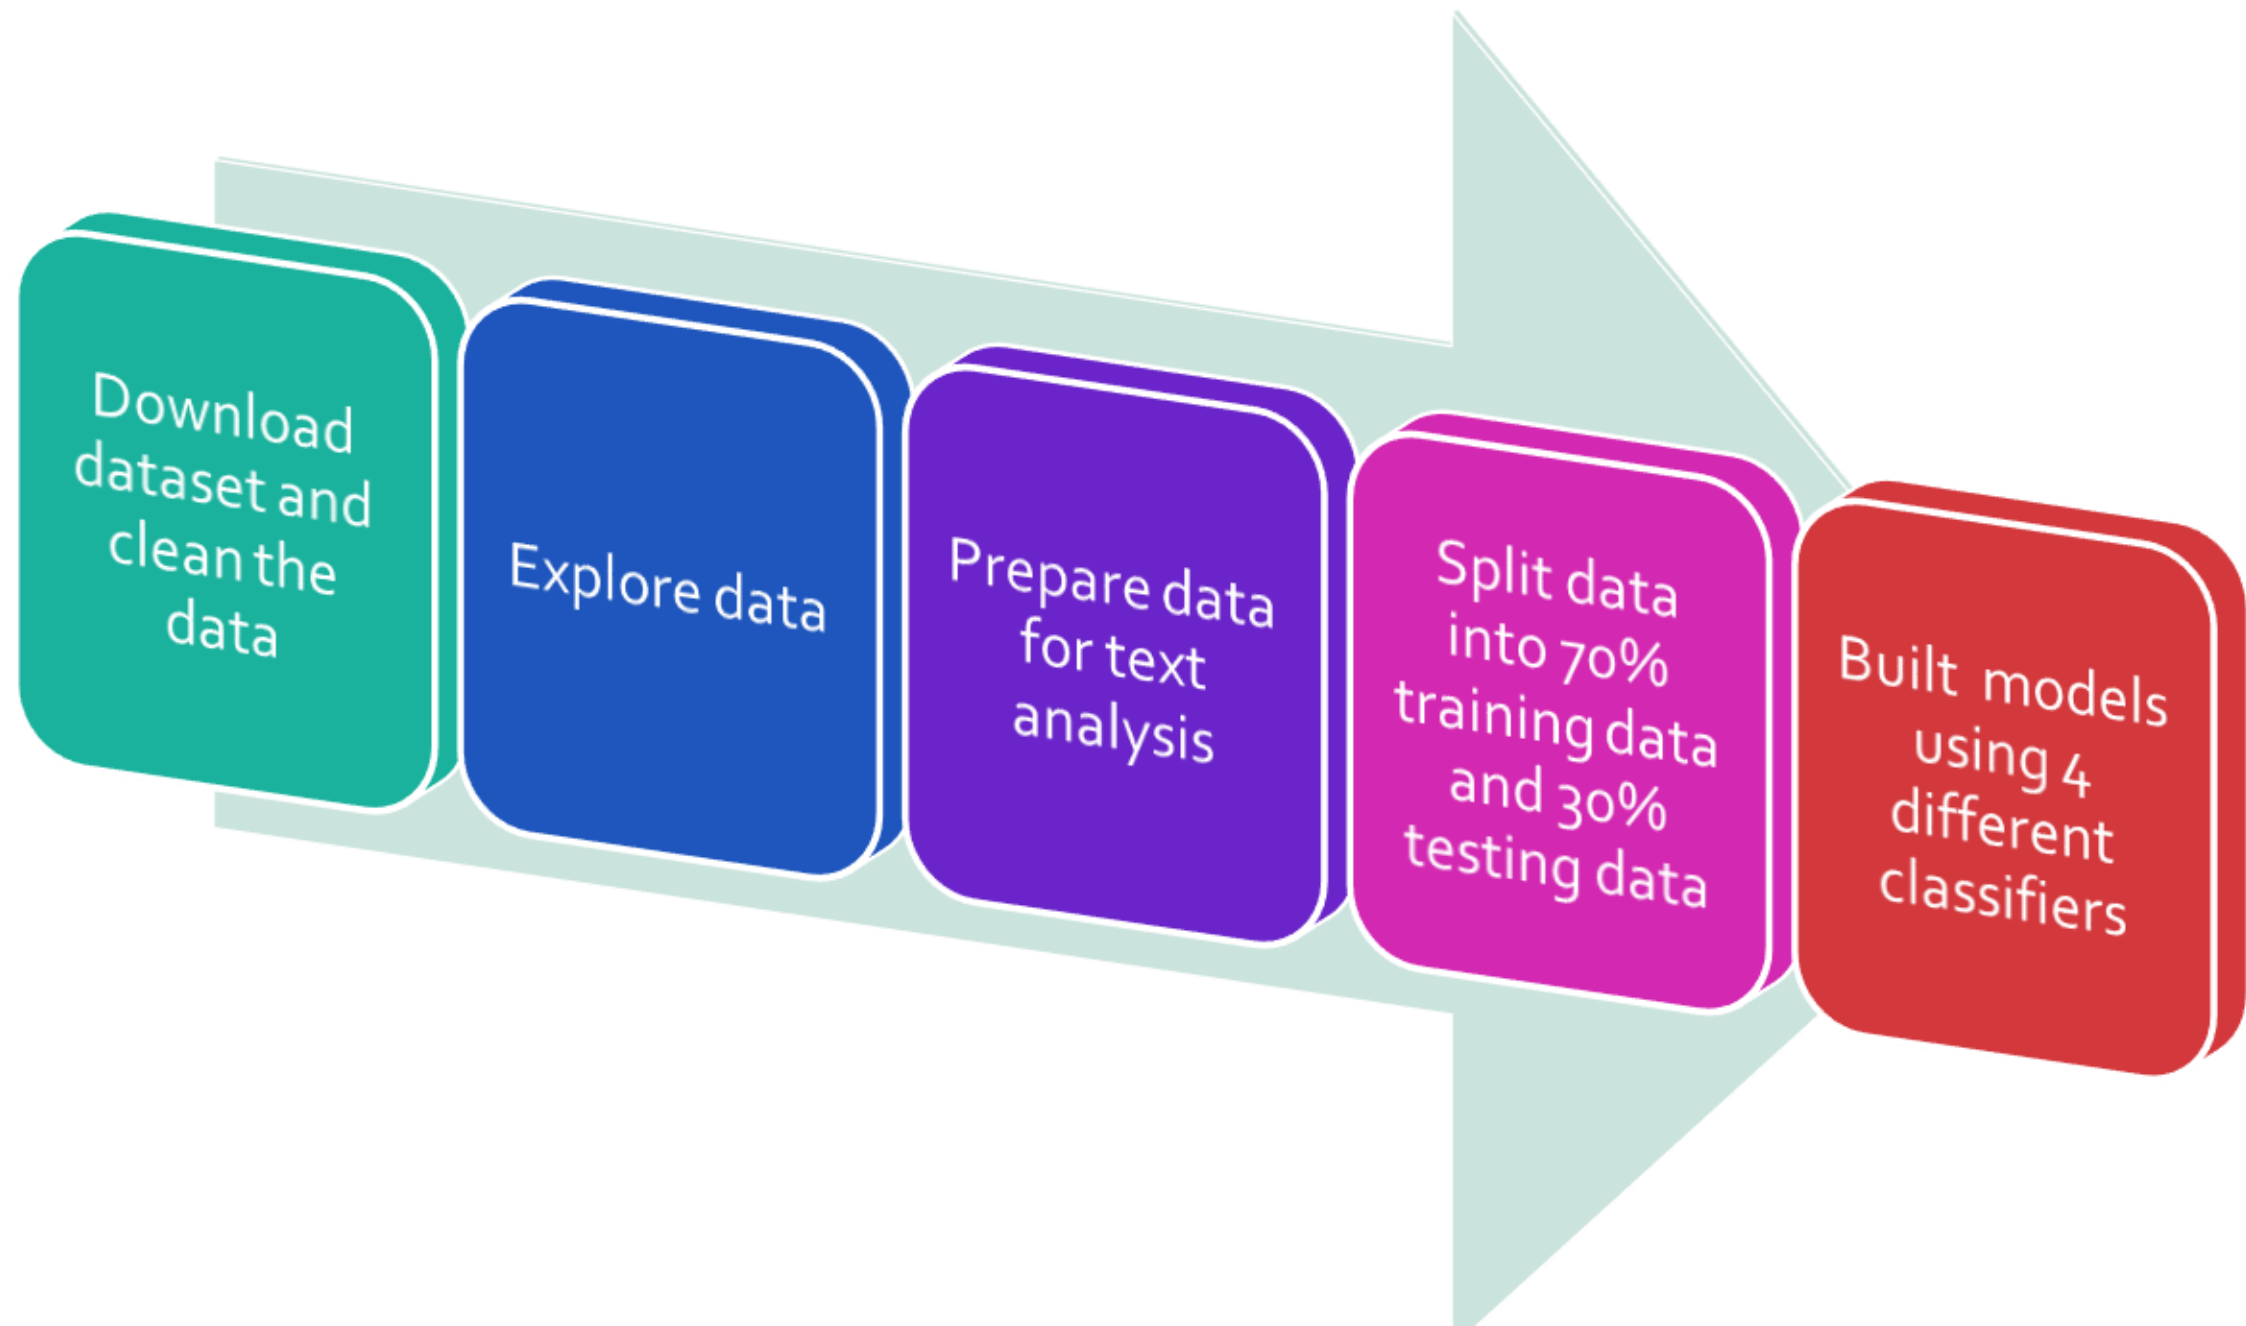 Download
dataset and
clean the
data
Explore data
Prepare data
for text
analysis
Split data
into 70%
training data
and 30%
testing data
Built models
using 4
different
classifiers